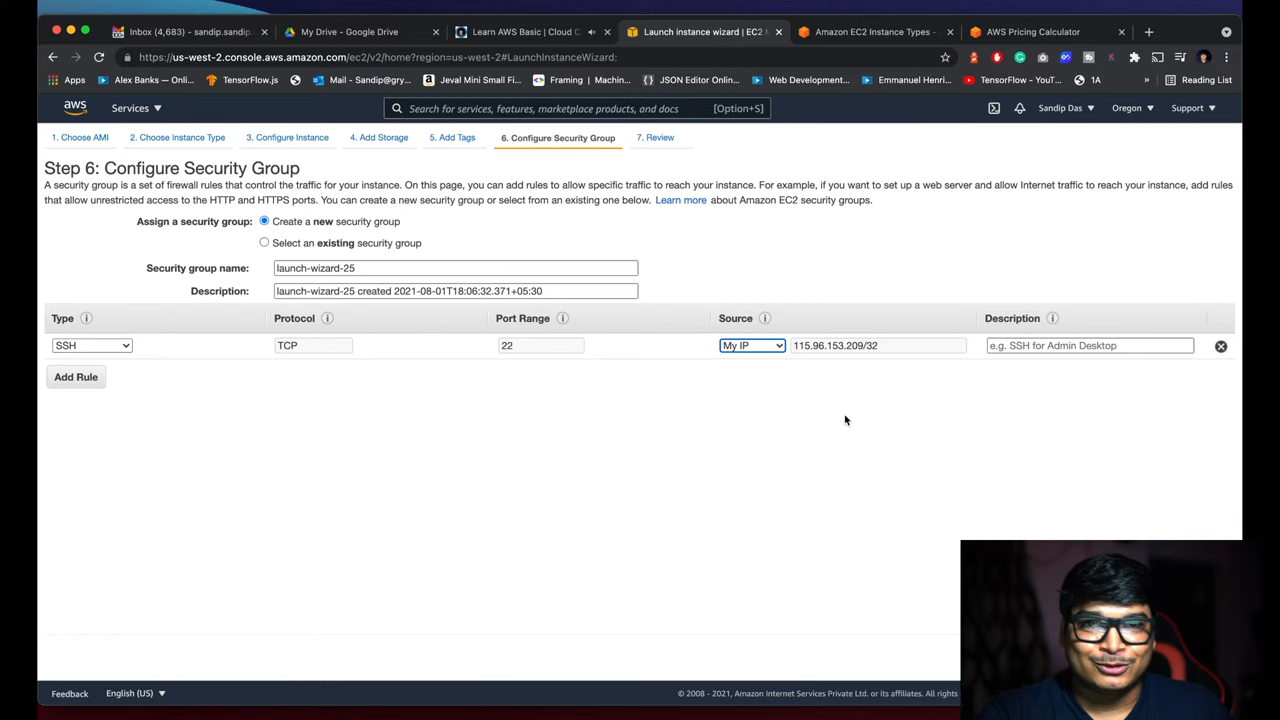 Inbox (4,683) - sandip.sandip.
My Drive - Google Drive
Learn AWS Basic | Cloud C
Launch instance wizard | EC2 M
Amazon EC2 Instance Types –
AWS Pricing Calculator
https://us-west-2.console.aws.amazon.com/ec2/v2/home?region=us-west-2#LaunchInstanceWizard:
Apps
Alex Banks — Onli...
TensorFlow.js
Mail - Sandip@gry...
Jeval Mini Small Fi...
Framing | Machin...
JSON Editor Onlin...
Web Development...
Emmanuel Henri...
TensorFlow - YouT...
1A
»
Reading List
aws
Services
Search for services, features, marketplace products, and docs
[Option+S]
Sandip Das
Oregon
Support
1. Choose AMI
2. Choose Instance Type
3. Configure Instance
4. Add Storage
5. Add Tags
6. Configure Security Group
7. Review
Step 6: Configure Security Group
A security group is a set of firewall rules that control the traffic for your instance. On this page, you can add rules to allow specific traffic to reach your instance. For example, if you want to set up a web server and allow Internet traffic to reach your instance, add rules
that allow unrestricted access to the HTTP and HTTPS ports. You can create a new security group or select from an existing one below. Learn more about Amazon EC2 security groups.
Assign a security group:
Create a new security group
Select an existing security group
Security group name:
launch-wizard-25
Description:
launch-wizard-25 created 2021-08-01T18:06:32.371+05:30
Type
Protocol
Port Range
Source
Description
SSH
TCP
22
My IP
115.96.153.209/32
e.g. SSH for Admin Desktop
Add Rule
Feedback
English (US)
© 2008 - 2021, Amazon Internet Services Private Ltd. or its affiliates. All rights